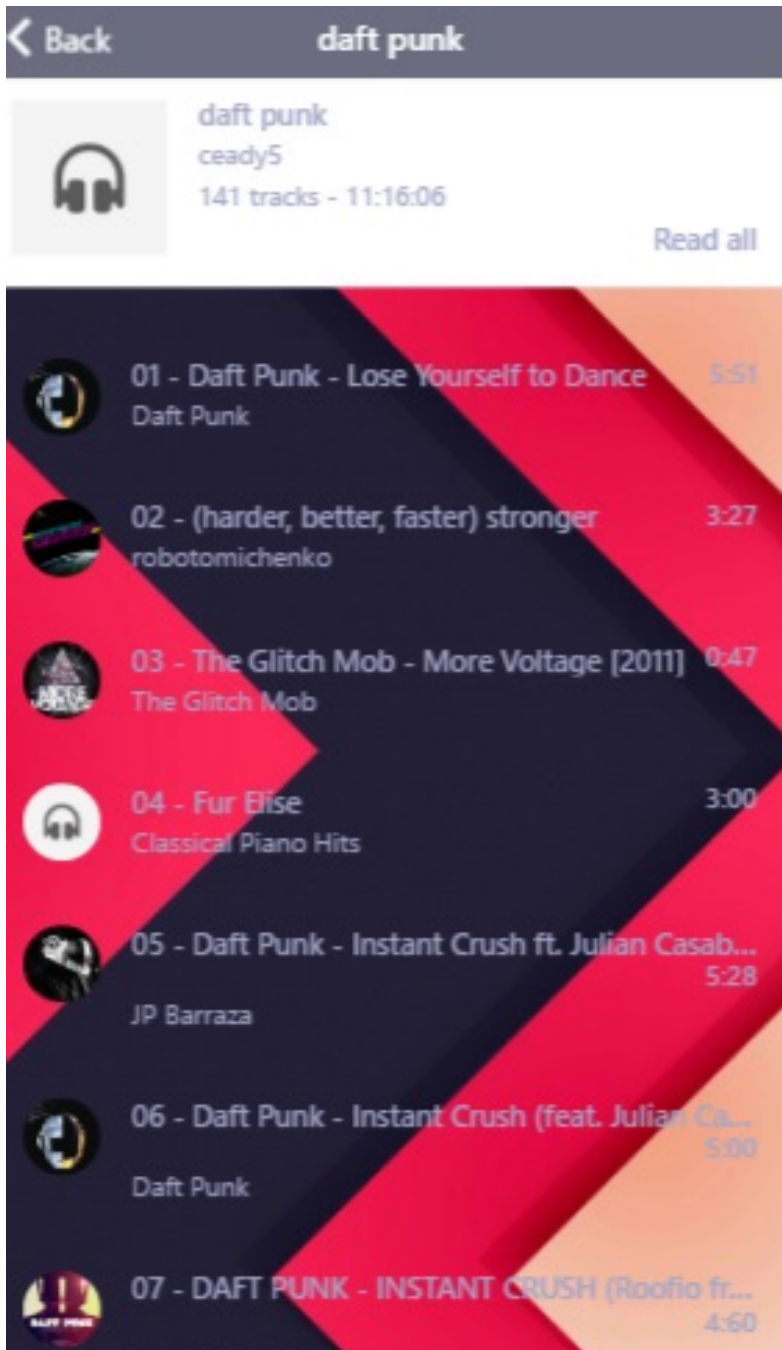 Back
daft punk
daft punk
ceady5
141 tracks - 11:16:06
Read all
01 - Daft Punk - Lose Yourself to Dance 5:51
Daft Punk
02 - (harder, better, faster) stronger 3:27
robotomichenko
03 - The Glitch Mob - More Voltage [2011] 0:47
The Glitch Mob
MORE VOLTAGE
04 - Fur Elise 3:00
Classical Piano Hits
05 - Daft Punk - Instant Crush ft. Julian Casab...
5:28
JP Barraza
06 - Daft Punk - Instant Crush (feat. Julian Ca...
5:00
Daft Punk
07 - DAFT PUNK - INSTANT CRUSH (Roofio fr...
4:60
DAFT PUNK